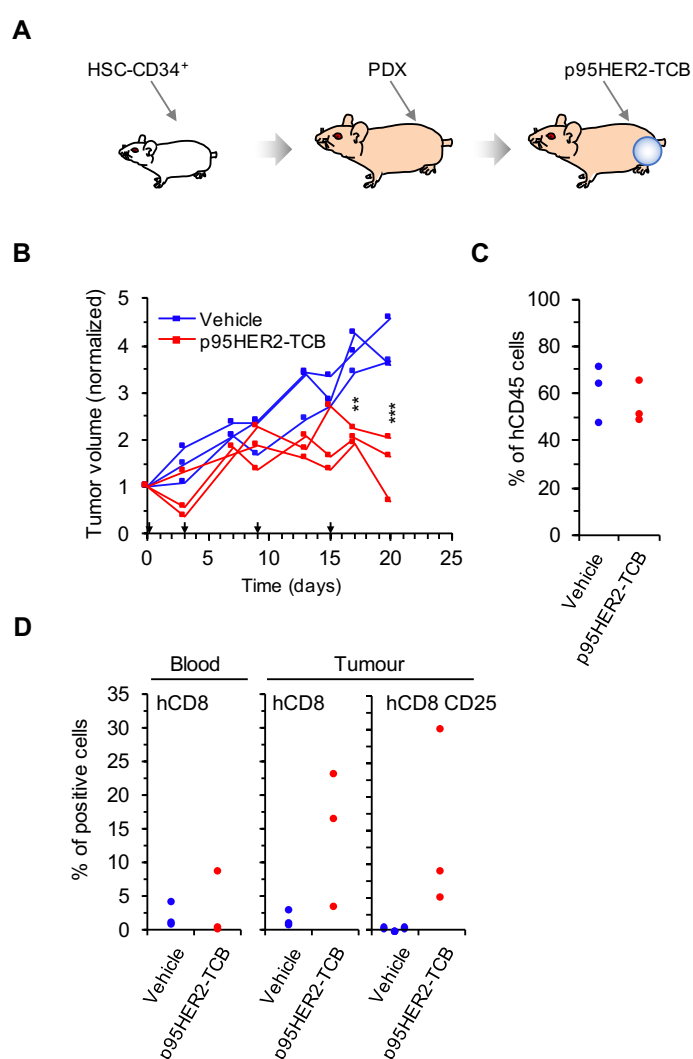 A
HSC-CD34+
PDX
p95HER2-TCB
B
Tumor volume (normalized)
5
4
3
2
1
0
Vehicle
p95HER2-TCB
**
***
0
5
10
15
20
25
Time (days)
C
% of hCD45 cells
100
80
60
40
20
0
Vehicle
p95HER2-TCB
D
Blood
Tumour
% of positive cells
35
30
25
20
15
10
5
0
hCD8
hCD8
hCD8 CD25
Vehicle
p95HER2-TCB
Vehicle
p95HER2-TCB
Vehicle
p95HER2-TCB